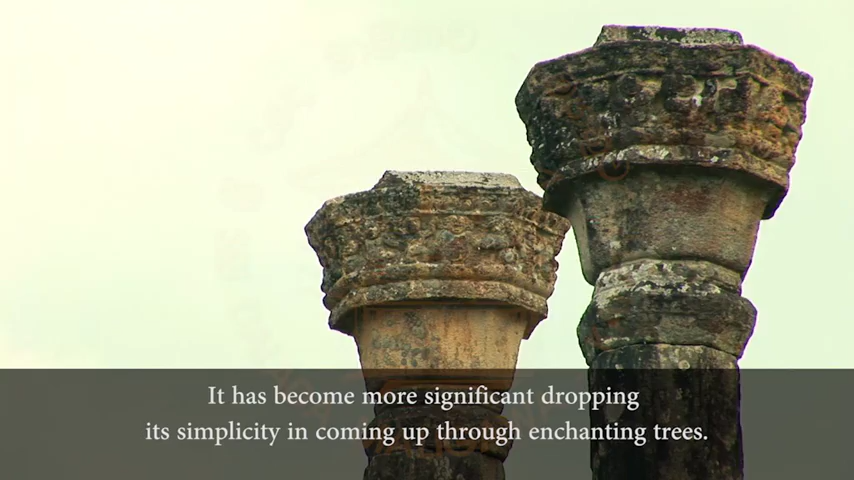 It has become more significant dropping
its simplicity in coming up through enchanting trees.